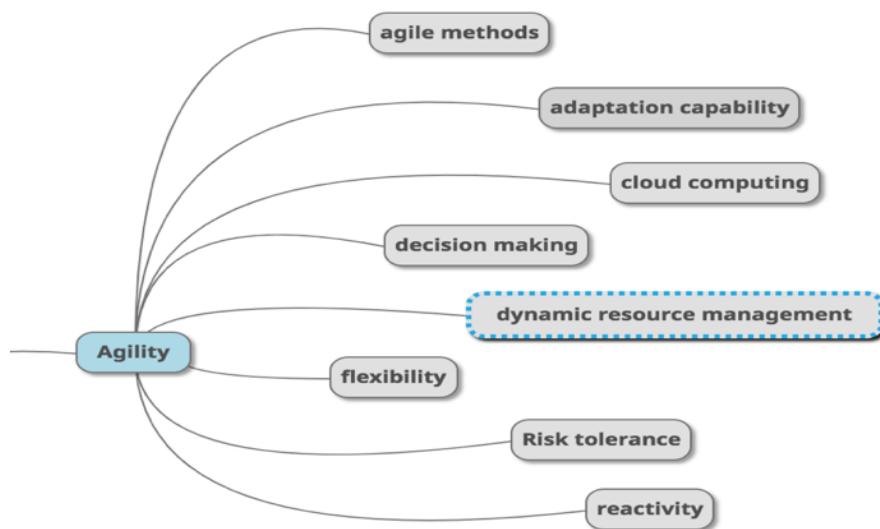 agile methods
adaptation capability
cloud computing
decision making
dynamic resource management
Agility
flexibility
Risk tolerance
reactivity